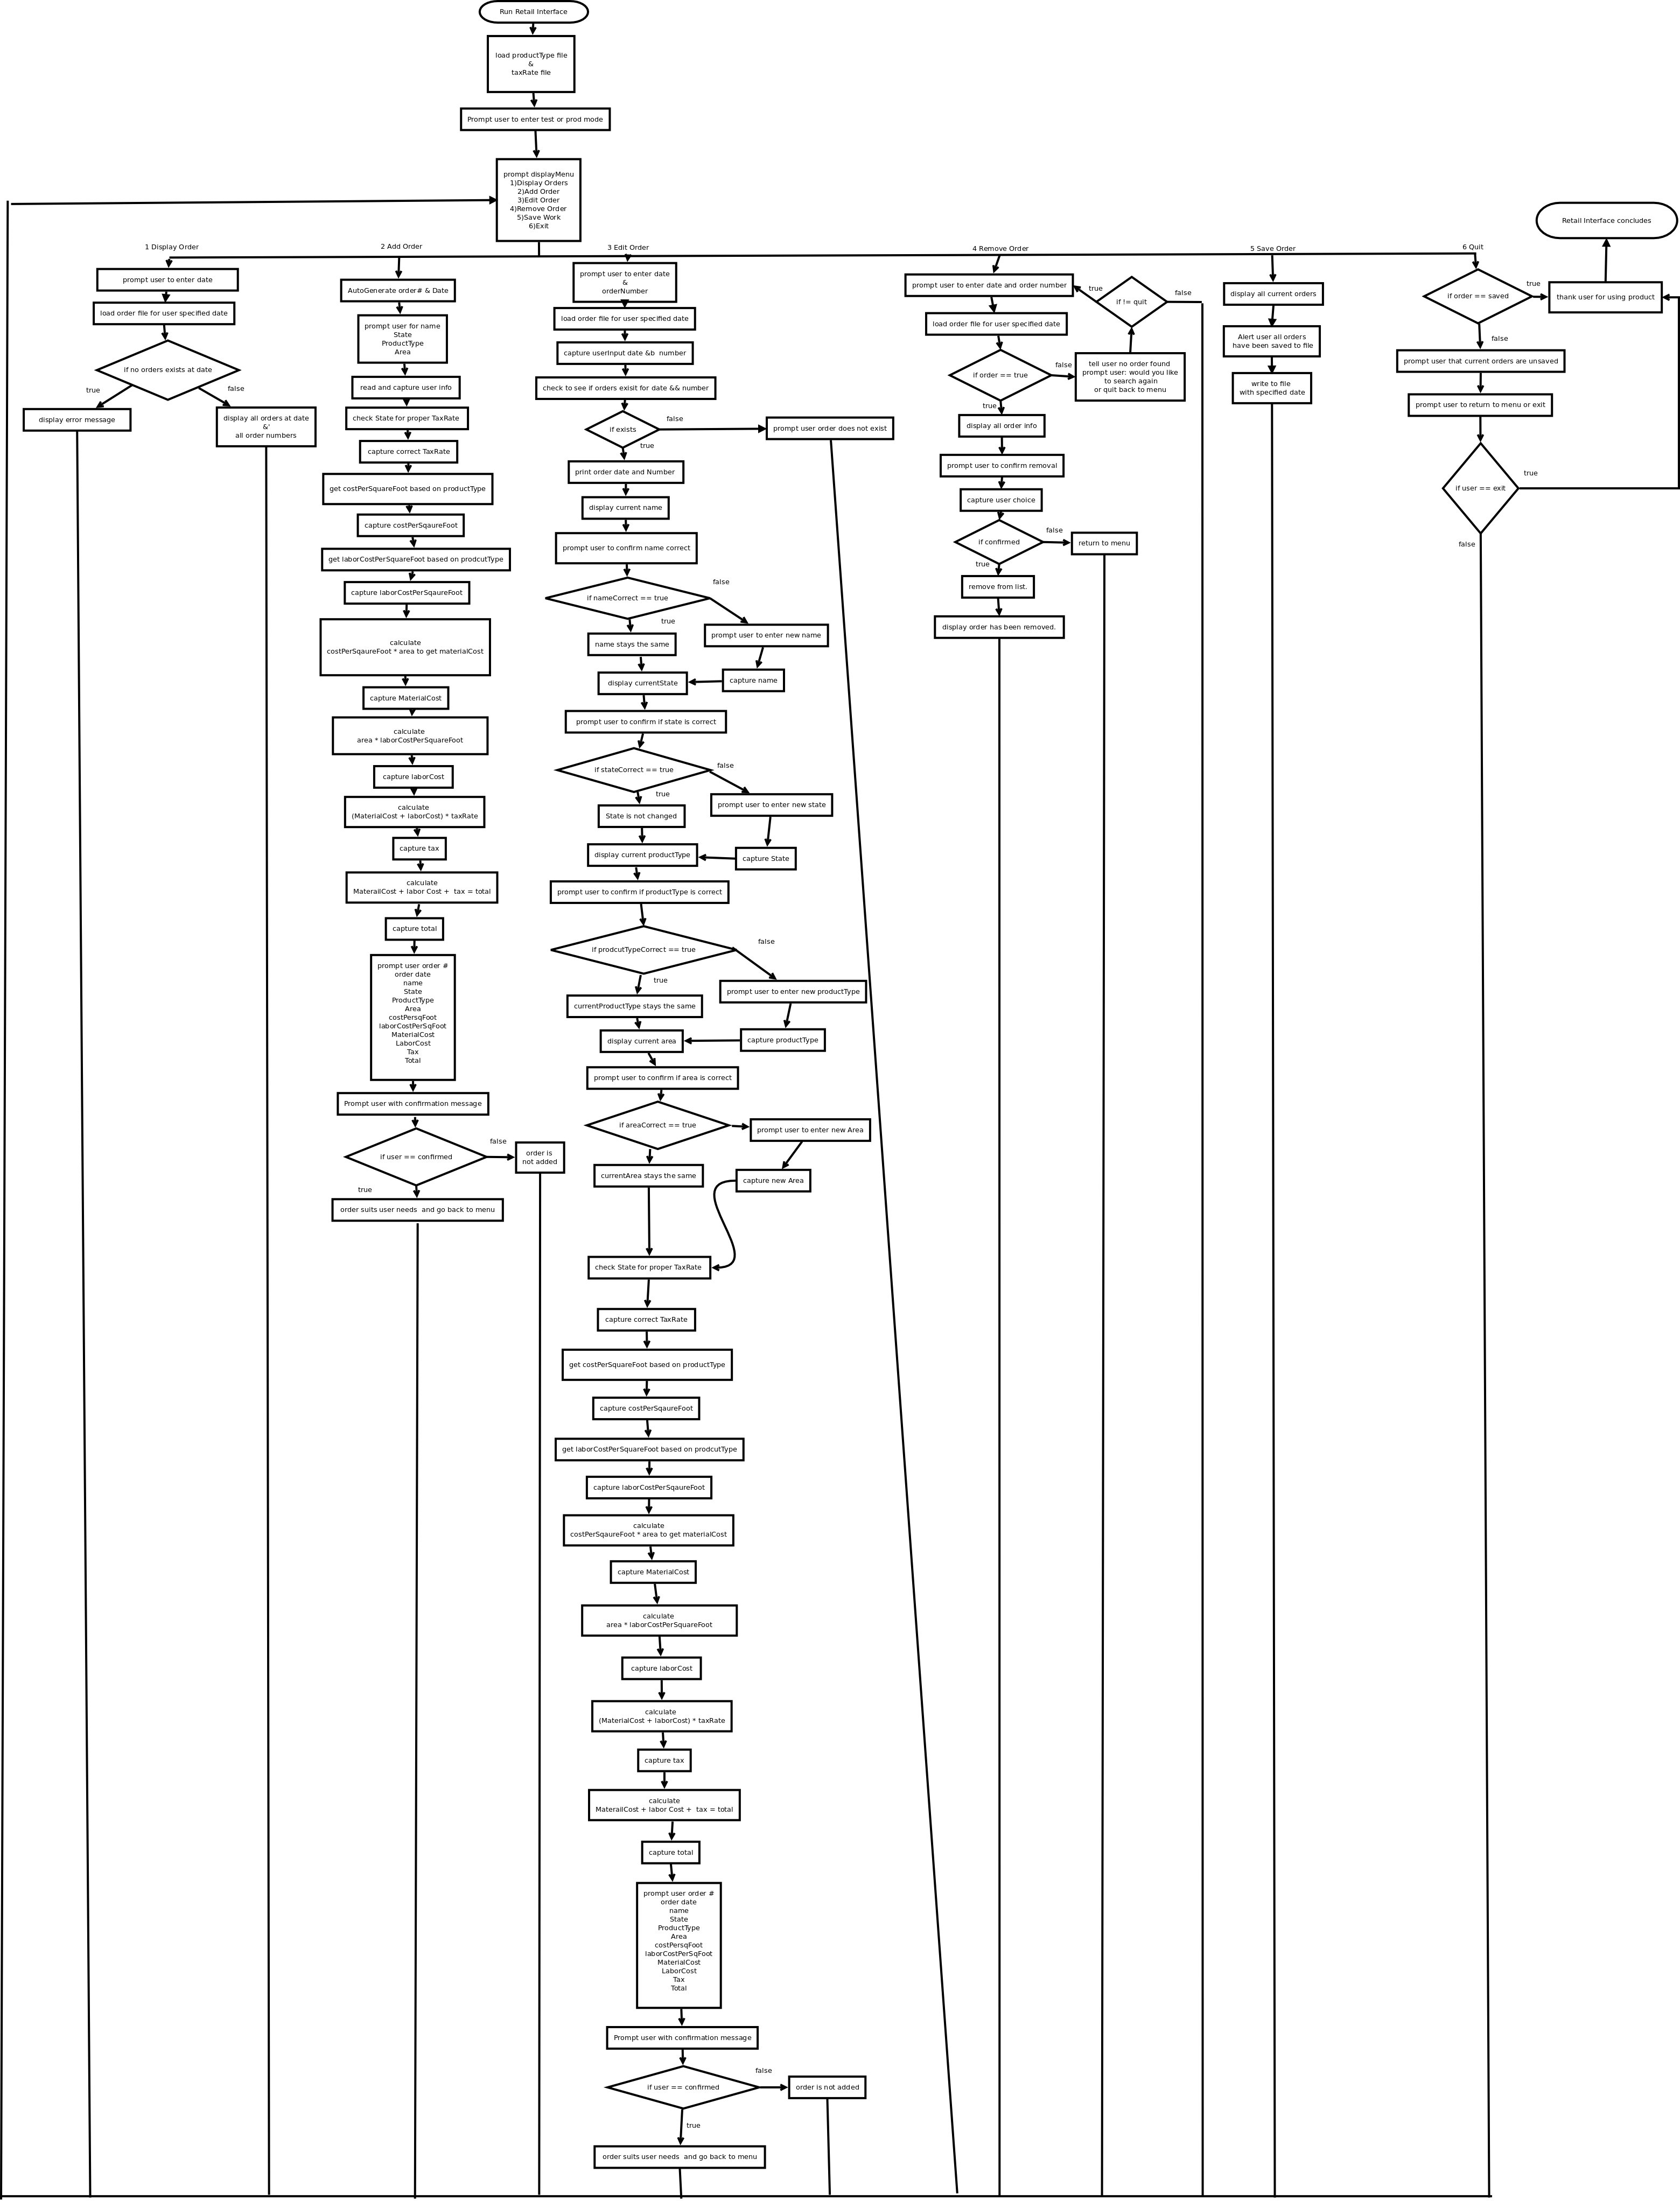 Run Retail Interface
load productType file
&
taxRate file
Prompt user to enter test or prod mode
prompt displayMenu
1)Display Orders
2)Add Order
3)Edit Order
4)Remove Order
5)Save Work
6)Exit
1 Display Order
prompt user to enter date
load order file for user specified date
if no orders exists at date
true
false
display error message
display all orders at date
&'
all order numbers
2 Add Order
AutoGenerate order# & Date
prompt user for name
State
ProductType
Area
read and capture user info
check State for proper TaxRate
capture correct TaxRate
get costPerSquareFoot based on productType
capture costPerSqaureFoot
get laborCostPerSquareFoot based on prodcutType
capture laborCostPerSqaureFoot
calculate
costPerSqaureFoot * area to get materialCost
capture MaterialCost
calculate
area * laborCostPerSquareFoot
capture laborCost
calculate
(MaterialCost + laborCost) * taxRate
capture tax
calculate
MaterailCost + labor Cost +  tax = total
capture total
prompt user order #
order date
name
State
ProductType
Area
costPersqFoot
laborCostPerSqFoot
MaterialCost
LaborCost
Tax
Total
Prompt user with confirmation message
if user == confirmed
false
order is
not added
true
order suits user needs  and go back to menu
3 Edit Order
prompt user to enter date
&
orderNumber
load order file for user specified date
capture userInput date &b  number
check to see if orders exisit for date && number
if exists
false
prompt user order does not exist
true
print order date and Number
display current name
prompt user to confirm name correct
if nameCorrect == true
false
true
prompt user to enter new name
name stays the same
capture name
display currentState
prompt user to confirm if state is correct
if stateCorrect == true
false
true
prompt user to enter new state
State is not changed
capture State
display current productType
prompt user to confirm if productType is correct
if prodcutTypeCorrect == true
false
true
prompt user to enter new productType
currentProductType stays the same
capture productType
display current area
prompt user to confirm if area is correct
if areaCorrect == true
prompt user to enter new Area
currentArea stays the same
capture new Area
check State for proper TaxRate
capture correct TaxRate
get costPerSquareFoot based on productType
capture costPerSqaureFoot
get laborCostPerSquareFoot based on prodcutType
capture laborCostPerSqaureFoot
calculate
costPerSqaureFoot * area to get materialCost
capture MaterialCost
calculate
area * laborCostPerSquareFoot
capture laborCost
calculate
(MaterialCost + laborCost) * taxRate
capture tax
calculate
MaterailCost + labor Cost +  tax = total
capture total
prompt user order #
order date
name
State
ProductType
Area
costPersqFoot
laborCostPerSqFoot
MaterialCost
LaborCost
Tax
Total
Prompt user with confirmation message
if user == confirmed
false
order is not added
true
order suits user needs  and go back to menu
4 Remove Order
prompt user to enter date and order number
true
if != quit
false
load order file for user specified date
if order == true
false
tell user no order found
prompt user: would you like
to search again
or quit back to menu
true
display all order info
prompt user to confirm removal
capture user choice
if confirmed
false
return to menu
true
remove from list.
display order has been removed.
5 Save Order
display all current orders
Alert user all orders
have been saved to file
write to file
with specified date
6 Quit
if order == saved
true
thank user for using product
Retail Interface concludes
false
prompt user that current orders are unsaved
prompt user to return to menu or exit
if user == exit
true
false